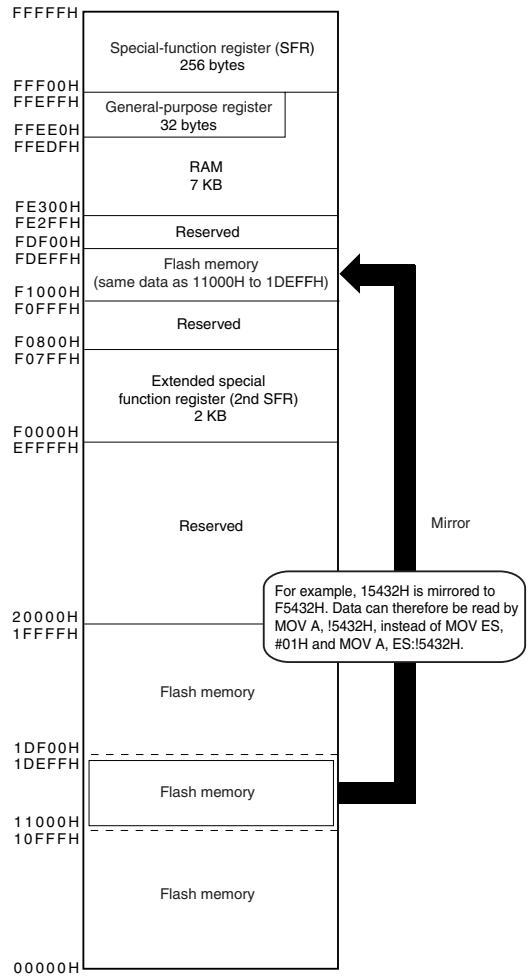 FFFFFH
Special-function register (SFR)
256 bytes
FFF00H
FFEFFH
General-purpose register
32 bytes
FFEE0H
FFEDFH
RAM
7 KB
FE300H
FE2FFH
Reserved
FDF00H
FDEFFH
Flash memory
(same data as 11000H to 1DEFFH)
F1000H
F0FFFH
Reserved
F0800H
F07FFH
Extended special
function register (2nd SFR)
2 KB
F0000H
EFFFFH
Reserved
Mirror
For example, 15432H is mirrored to
F5432H. Data can therefore be read by
MOV A, !5432H, instead of MOV ES,
#01H and MOV A, ES:!5432H.
20000H
1FFFFH
Flash memory
1DF00H
1DEFFH
Flash memory
11000H
10FFFH
Flash memory
00000H